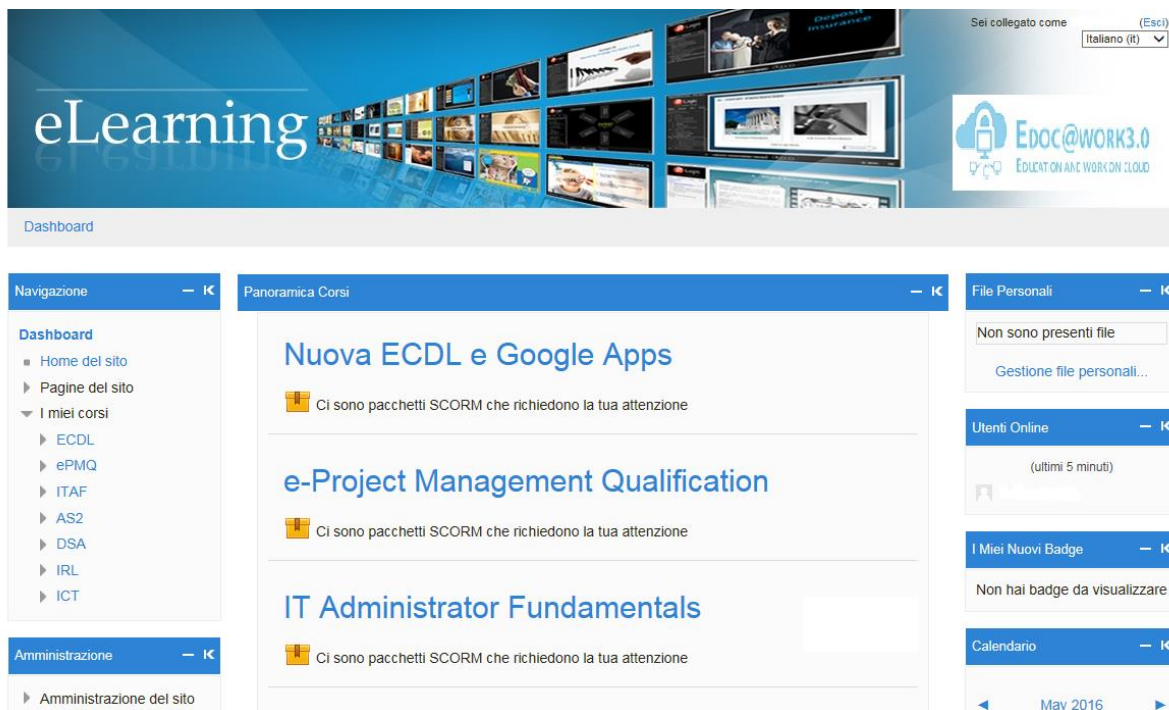 Sei collegato come (Esci)
Italiano (it)
Deposit
Insurance
eLearning
EDOC@WORK3.0
EDUCATION AND WORK ON CLOUD
Dashboard
Navigazione
Dashboard
Home del sito
Pagine del sito
I miei corsi
ECDL
ePMQ
ITAF
AS2
DSA
IRL
ICT
Amministrazione
Amministrazione del sito
Panoramica Corsi
Nuova ECDL e Google Apps
Ci sono pacchetti SCORM che richiedono la tua attenzione
e-Project Management Qualification
Ci sono pacchetti SCORM che richiedono la tua attenzione
IT Administrator Fundamentals
Ci sono pacchetti SCORM che richiedono la tua attenzione
File Personali
Non sono presenti file
Gestione file personali...
Utenti Online
(ultimi 5 minuti)
I Miei Nuovi Badge
Non hai badge da visualizzare
Calendario
May 2016